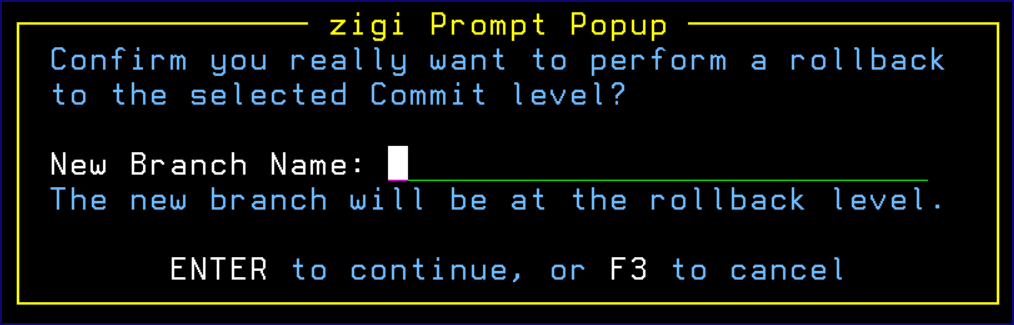 zigi Prompt Popup
Confirm you really want to perform a rollback
to the selected Commit level?
New Branch Name:
The new branch will be at the rollback level.
ENTER to continue, or F3 to cancel